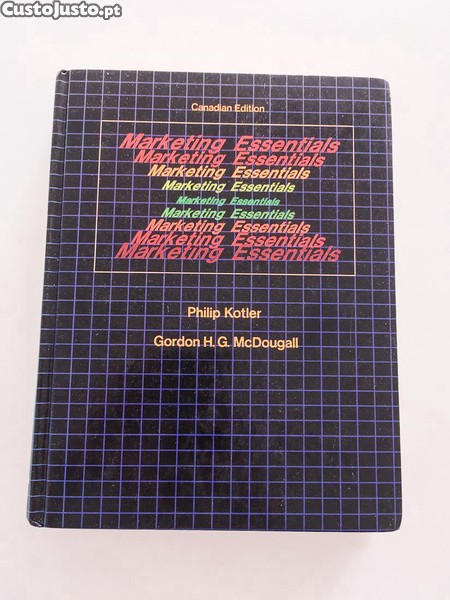 CustoJusto.pt
Canadian Edition
Marketing Essentials
Marketing Essentials
Marketing Essentials
Marketing Essentials
Marketing Essentials
Marketing Essentials
Marketing Essentials
Marketing Essentials
Marketing Essentials
Philip Kotler
Gordon H. G. McDougall